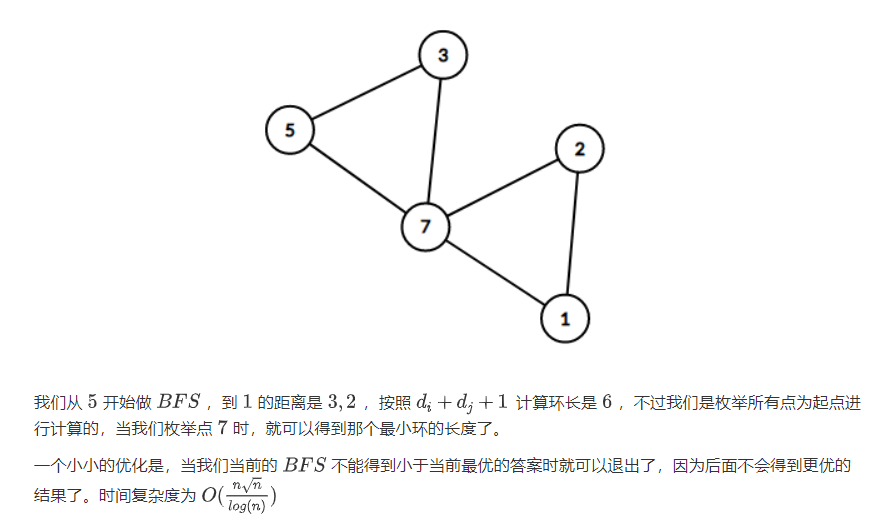 3
5
2
7
1
我们从 5 开始做 BFS ，到 1 的距离是 3, 2 ，按照 d_i + d_j + 1 计算环长是 6 ，不过我们是枚举所有点为起点进
行计算的，当我们枚举点 7 时，就可以得到那个最小环的长度了。
一个小小的优化是，当我们当前的 BFS 不能得到小于当前最优的答案时就可以退出了，因为后面不会得到更优的
结果了。时间复杂度为 O(\frac{n\sqrt{n}}{log(n)})